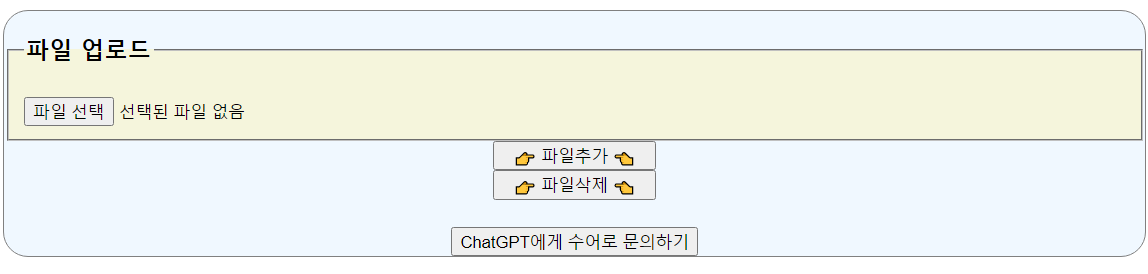 파일 업로드
파일 선택 선택된 파일 없음
👉 파일추가 👈
👉 파일삭제 👈
ChatGPT에게 수어로 문의하기